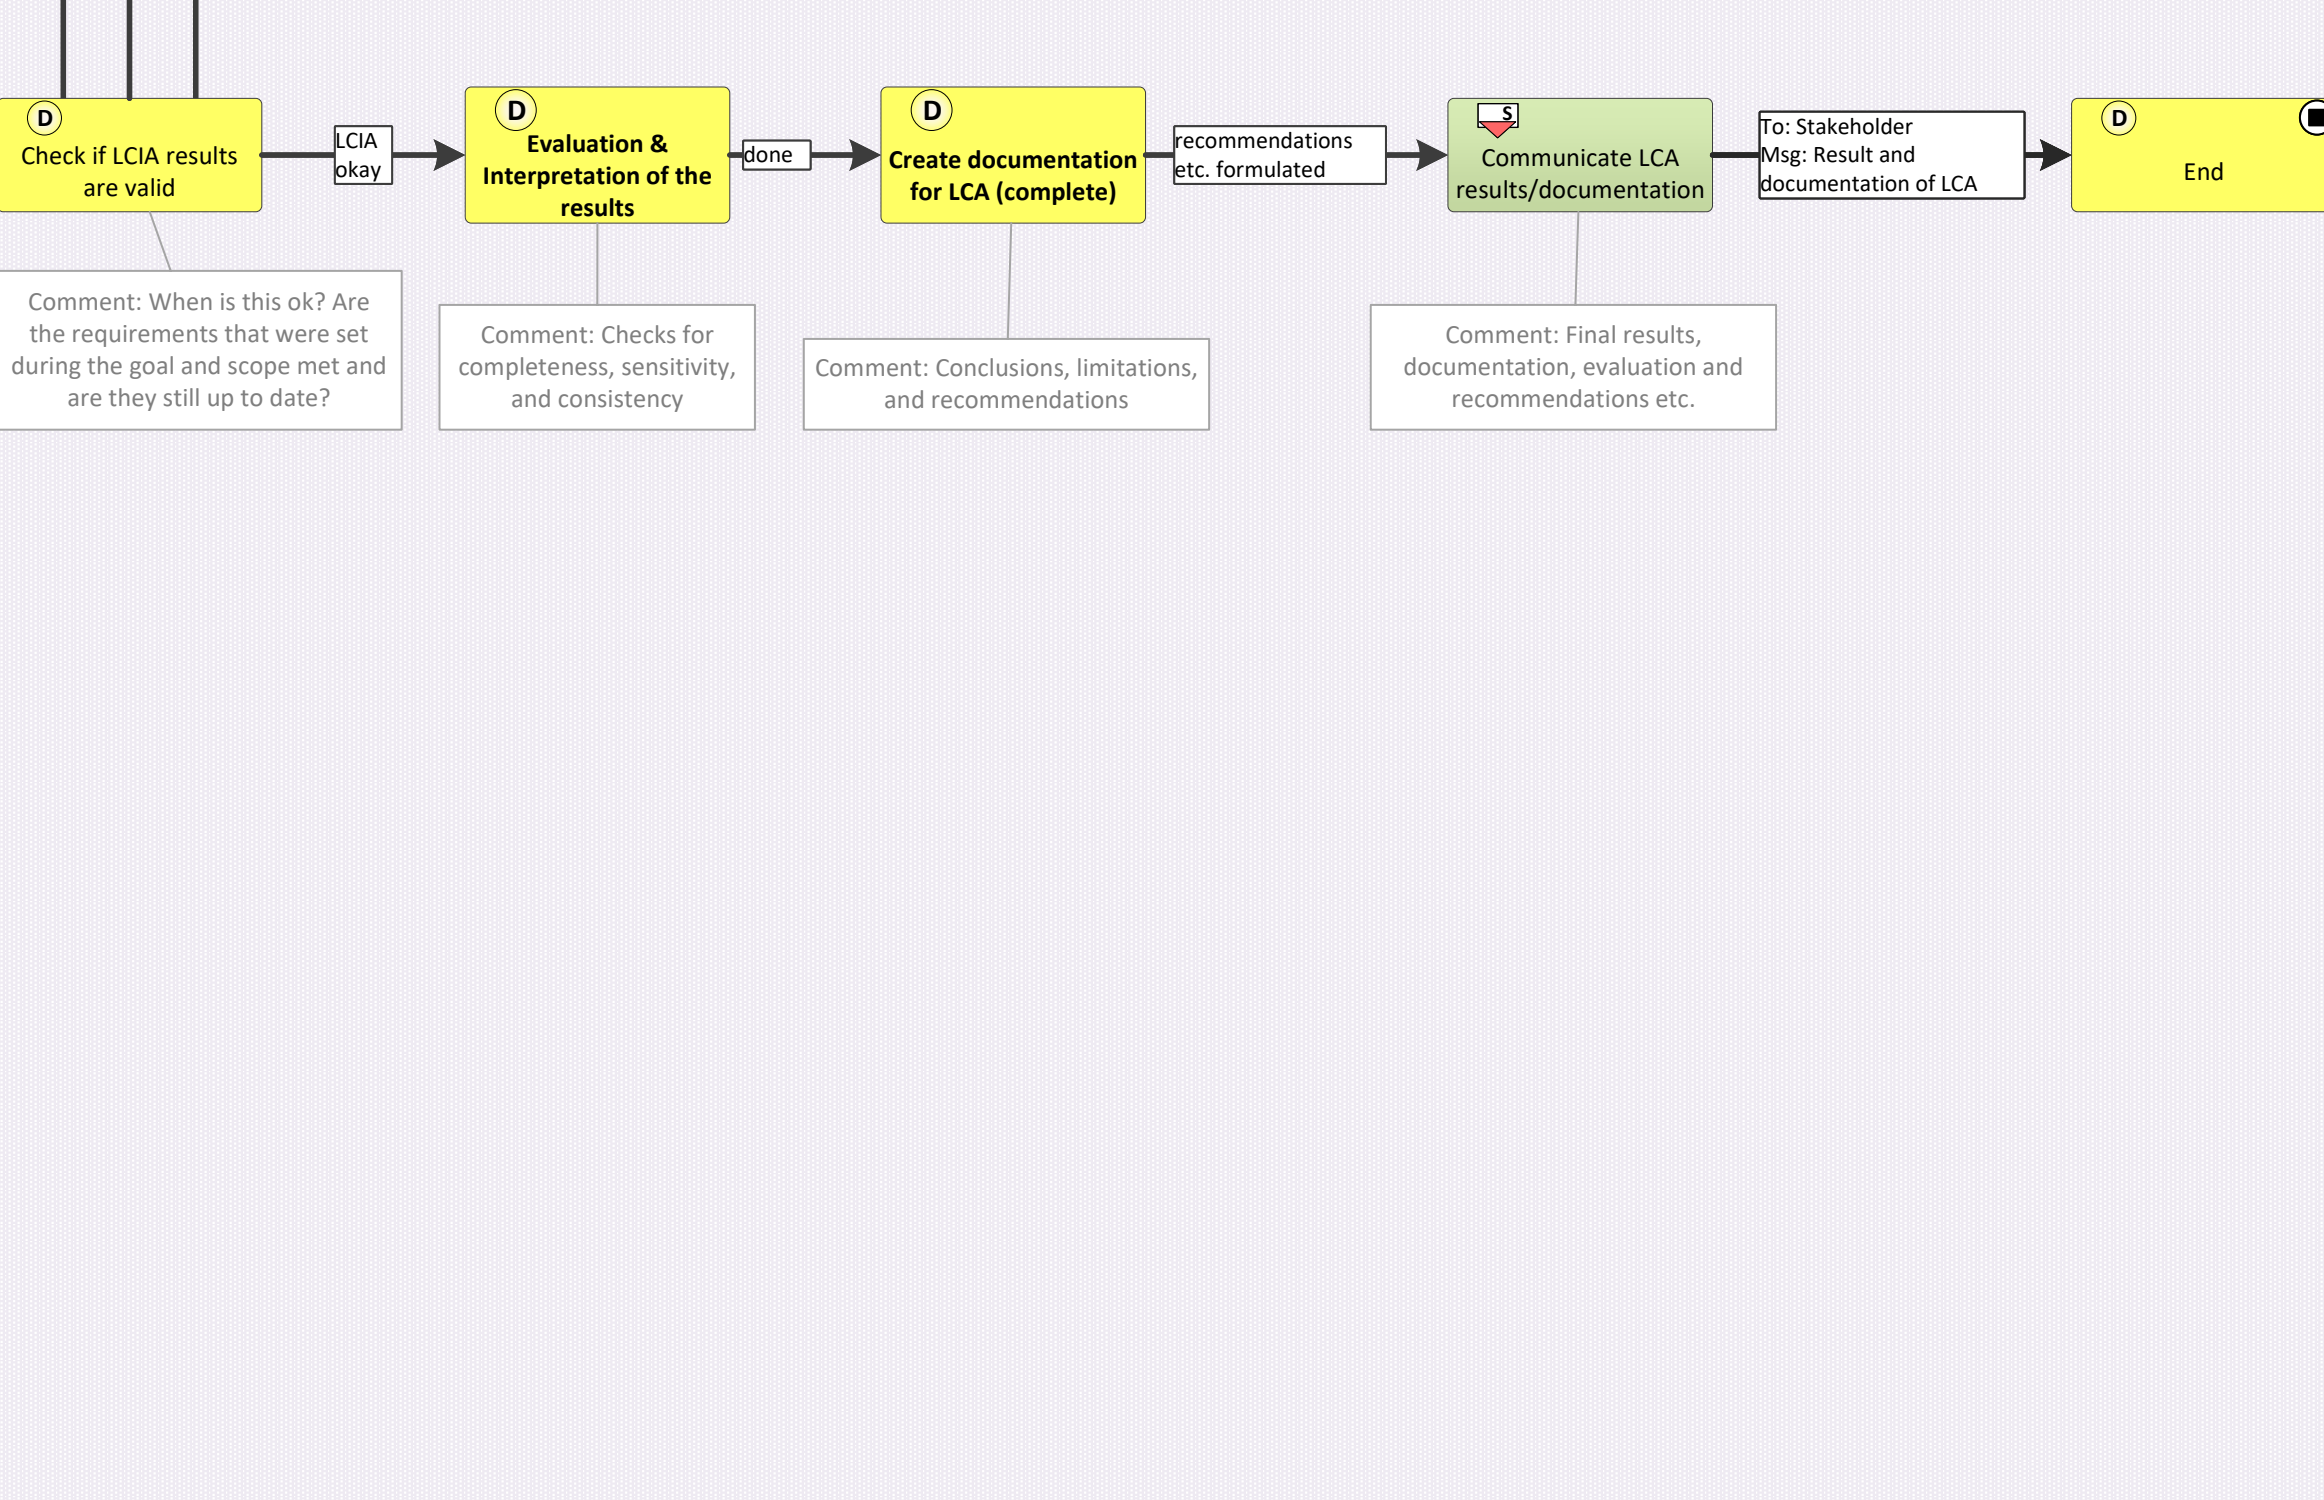 D
Check if LCIA results
are valid
LCIA
okay
D
Evaluation &
Interpretation of the
results
done
D
Create documentation
for LCA (complete)
recommendations
etc. formulated
S
Communicate LCA
results/documentation
To: Stakeholder
Msg: Result and
documentation of LCA
D
End
Comment: When is this ok? Are
the requirements that were set
during the goal and scope met and
are they still up to date?
Comment: Checks for
completeness, sensitivity,
and consistency
Comment: Conclusions, limitations,
and recommendations
Comment: Final results,
documentation, evaluation and
recommendations etc.